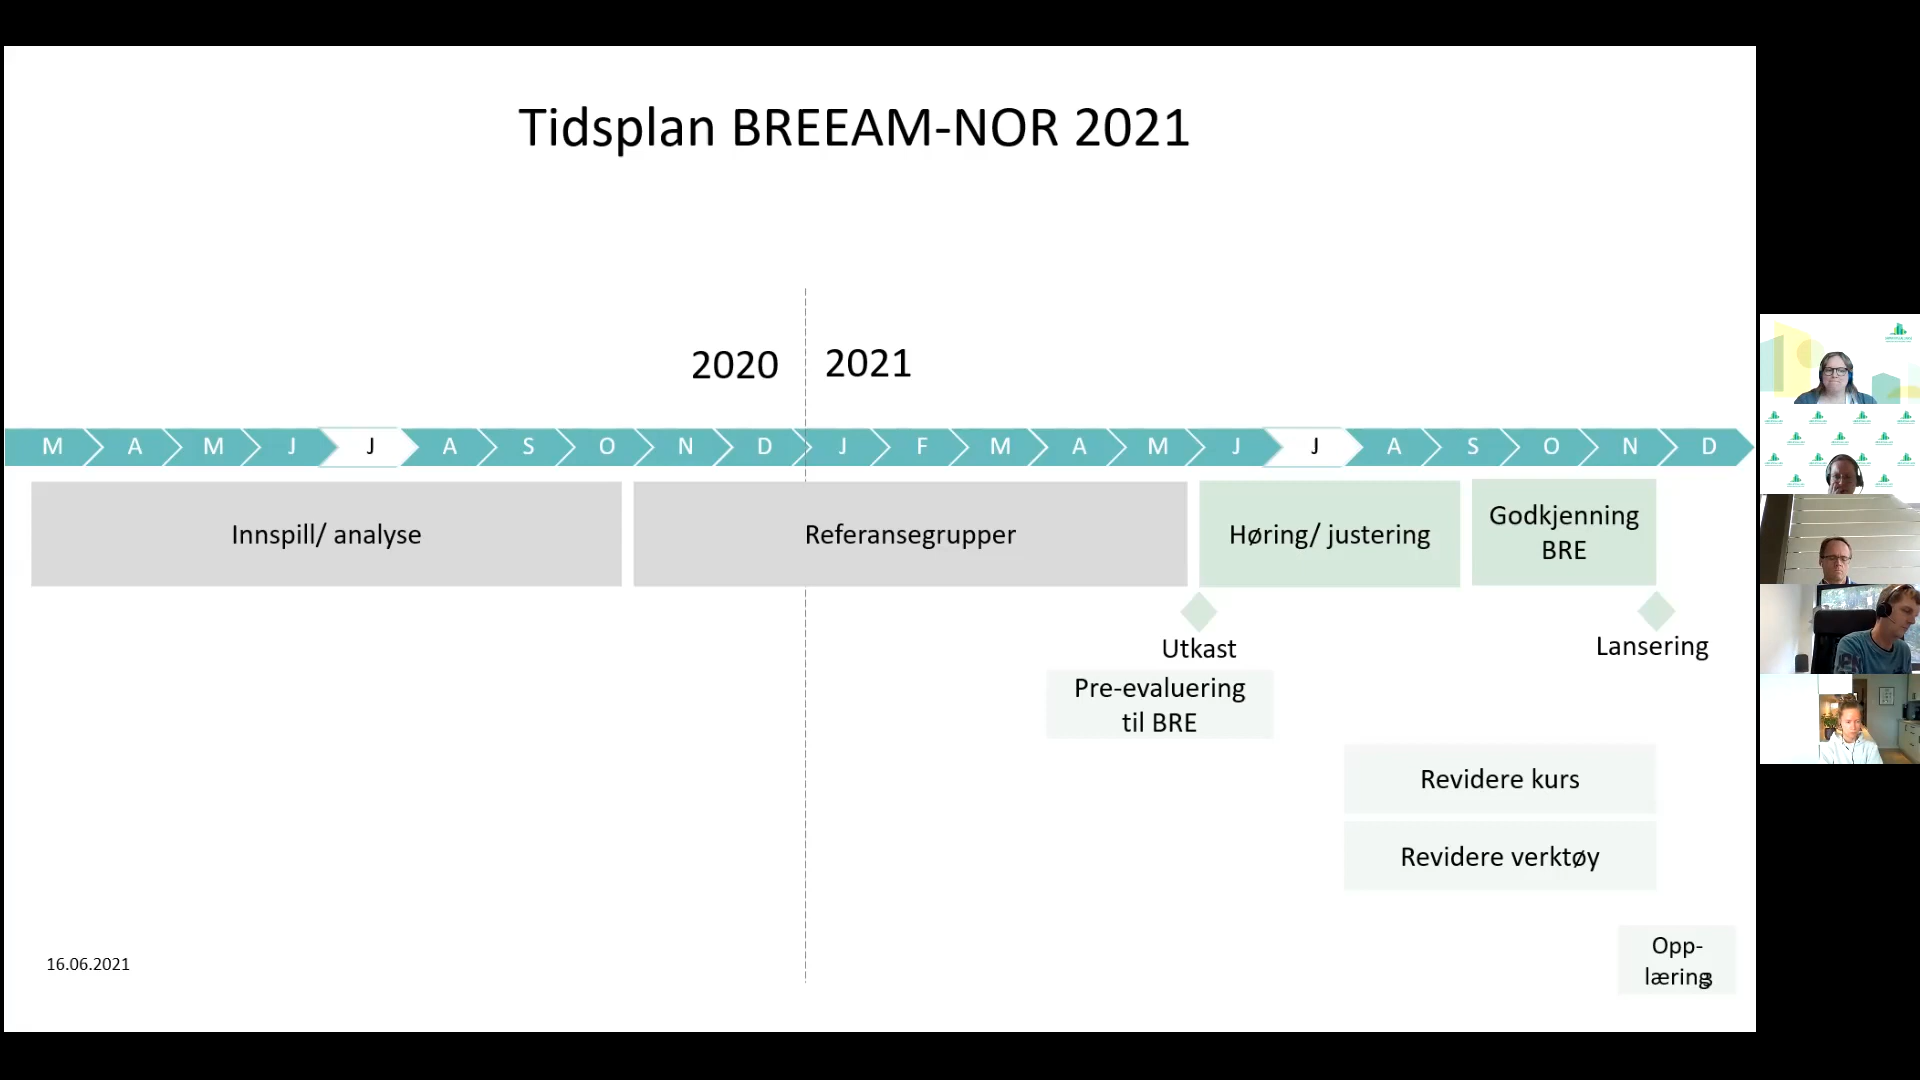 Tidsplan BREEAM-NOR 2021
2020
2021
M A M J J A S O N D J F M A M J J A S O N D
Innspill/ analyse
Referansegrupper
Høring/ justering
Godkjenning
BRE
Utkast
Lansering
Pre-evaluering
til BRE
Revidere kurs
Revidere verktøy
Opp-
læring
3
16.06.2021